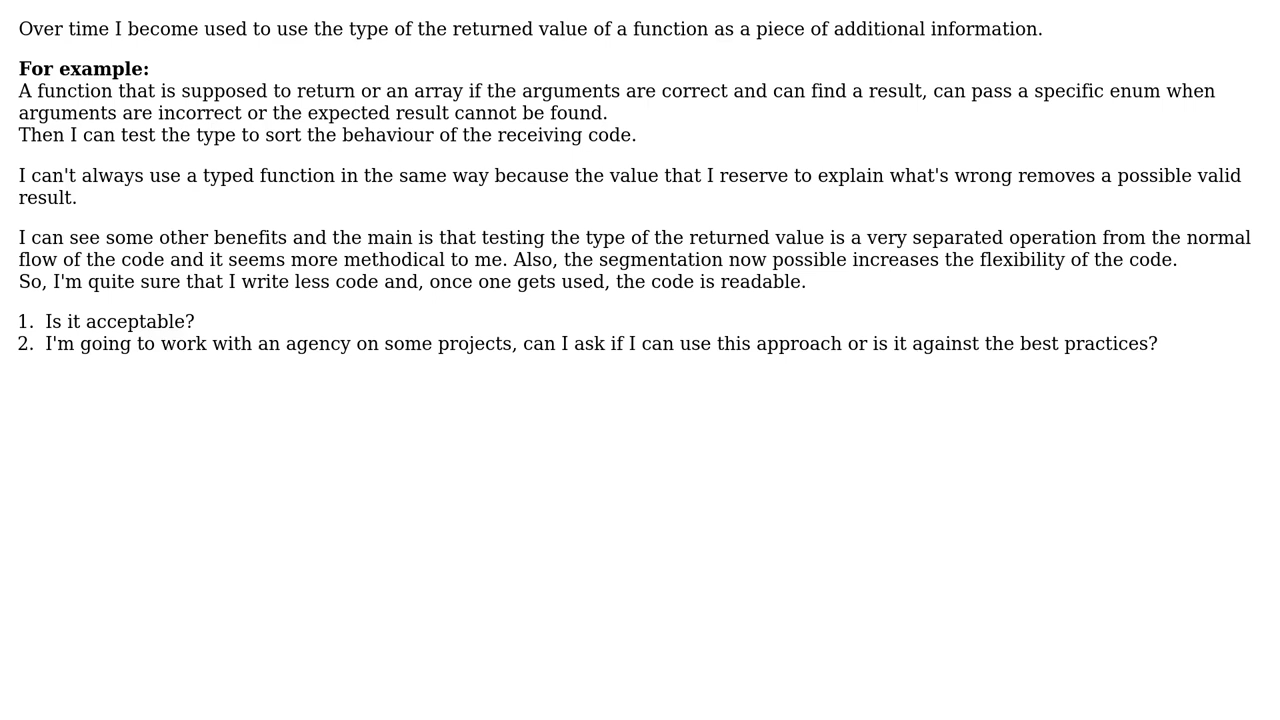 Over time I become used to use the type of the returned value of a function as a piece of additional information.
For example:
A function that is supposed to return or an array if the arguments are correct and can find a result, can pass a specific enum when
arguments are incorrect or the expected result cannot be found.
Then I can test the type to sort the behaviour of the receiving code.
I can't always use a typed function in the same way because the value that I reserve to explain what's wrong removes a possible valid
result.
I can see some other benefits and the main is that testing the type of the returned value is a very separated operation from the normal
flow of the code and it seems more methodical to me. Also, the segmentation now possible increases the flexibility of the code.
So, I'm quite sure that I write less code and, once one gets used, the code is readable.
1. Is it acceptable?
2. I'm going to work with an agency on some projects, can I ask if I can use this approach or is it against the best practices?